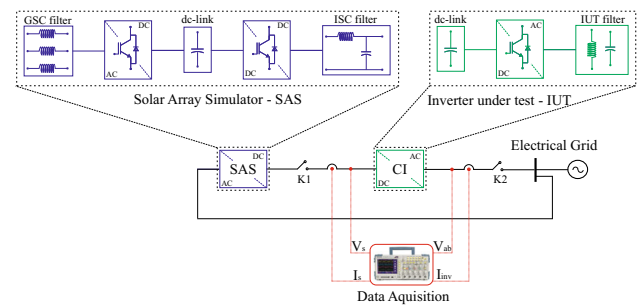 GSC filter
DC
AC
dc-link
DC
DC
ISC filter
Solar Array Simulator - SAS
dc-link
AC
DC
IUT filter
Inverter under test - IUT
DC
SAS
AC
K1
AC
CI
DC
K2
Electrical Grid
Vs
Vab
Is
Iinv
Data Aquisition